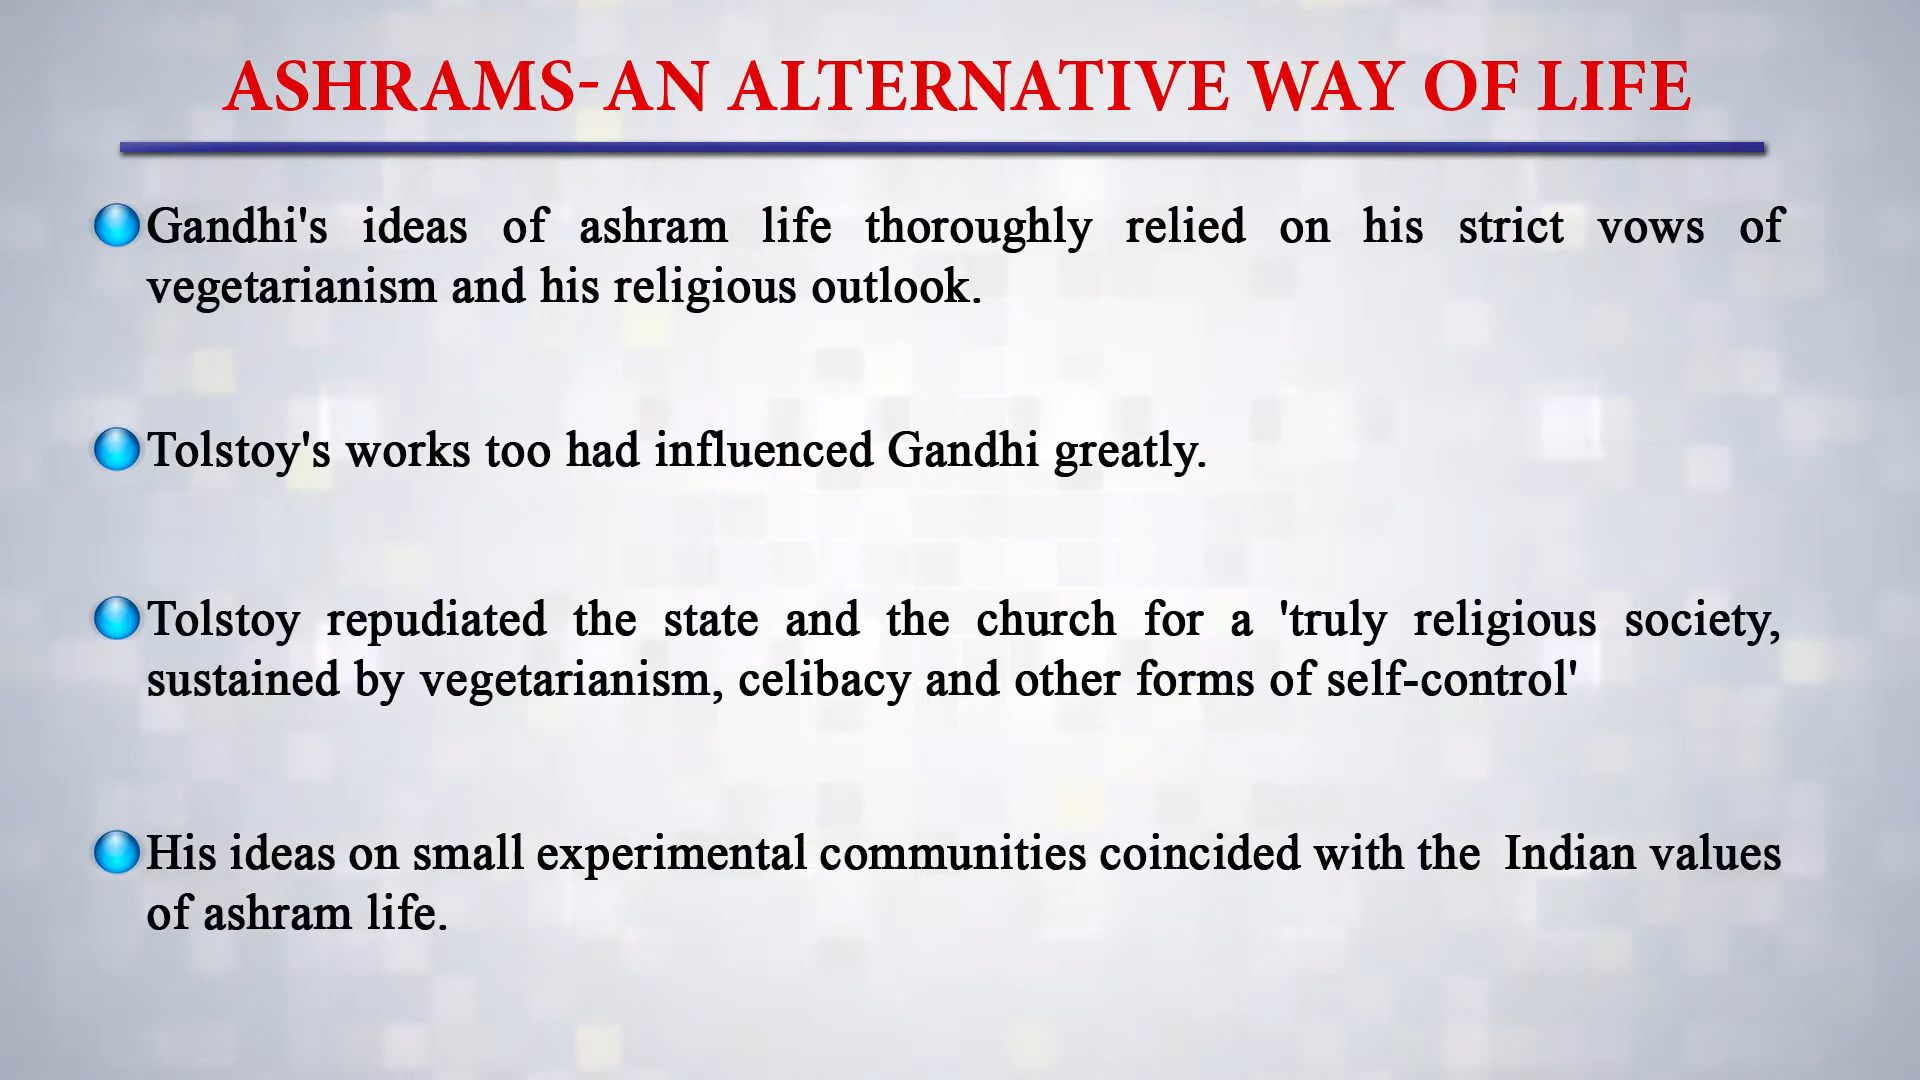 ASHRAMS-AN ALTERNATIVE WAY OF LIFE
Gandhi's ideas of ashram life thoroughly relied on his strict vows of
vegetarianism and his religious outlook.
Tolstoy's works too had influenced Gandhi greatly.
Tolstoy repudiated the state and the church for a 'truly religious society,
sustained by vegetarianism, celibacy and other forms of self-control'
His ideas on small experimental communities coincided with the Indian values
of ashram life.